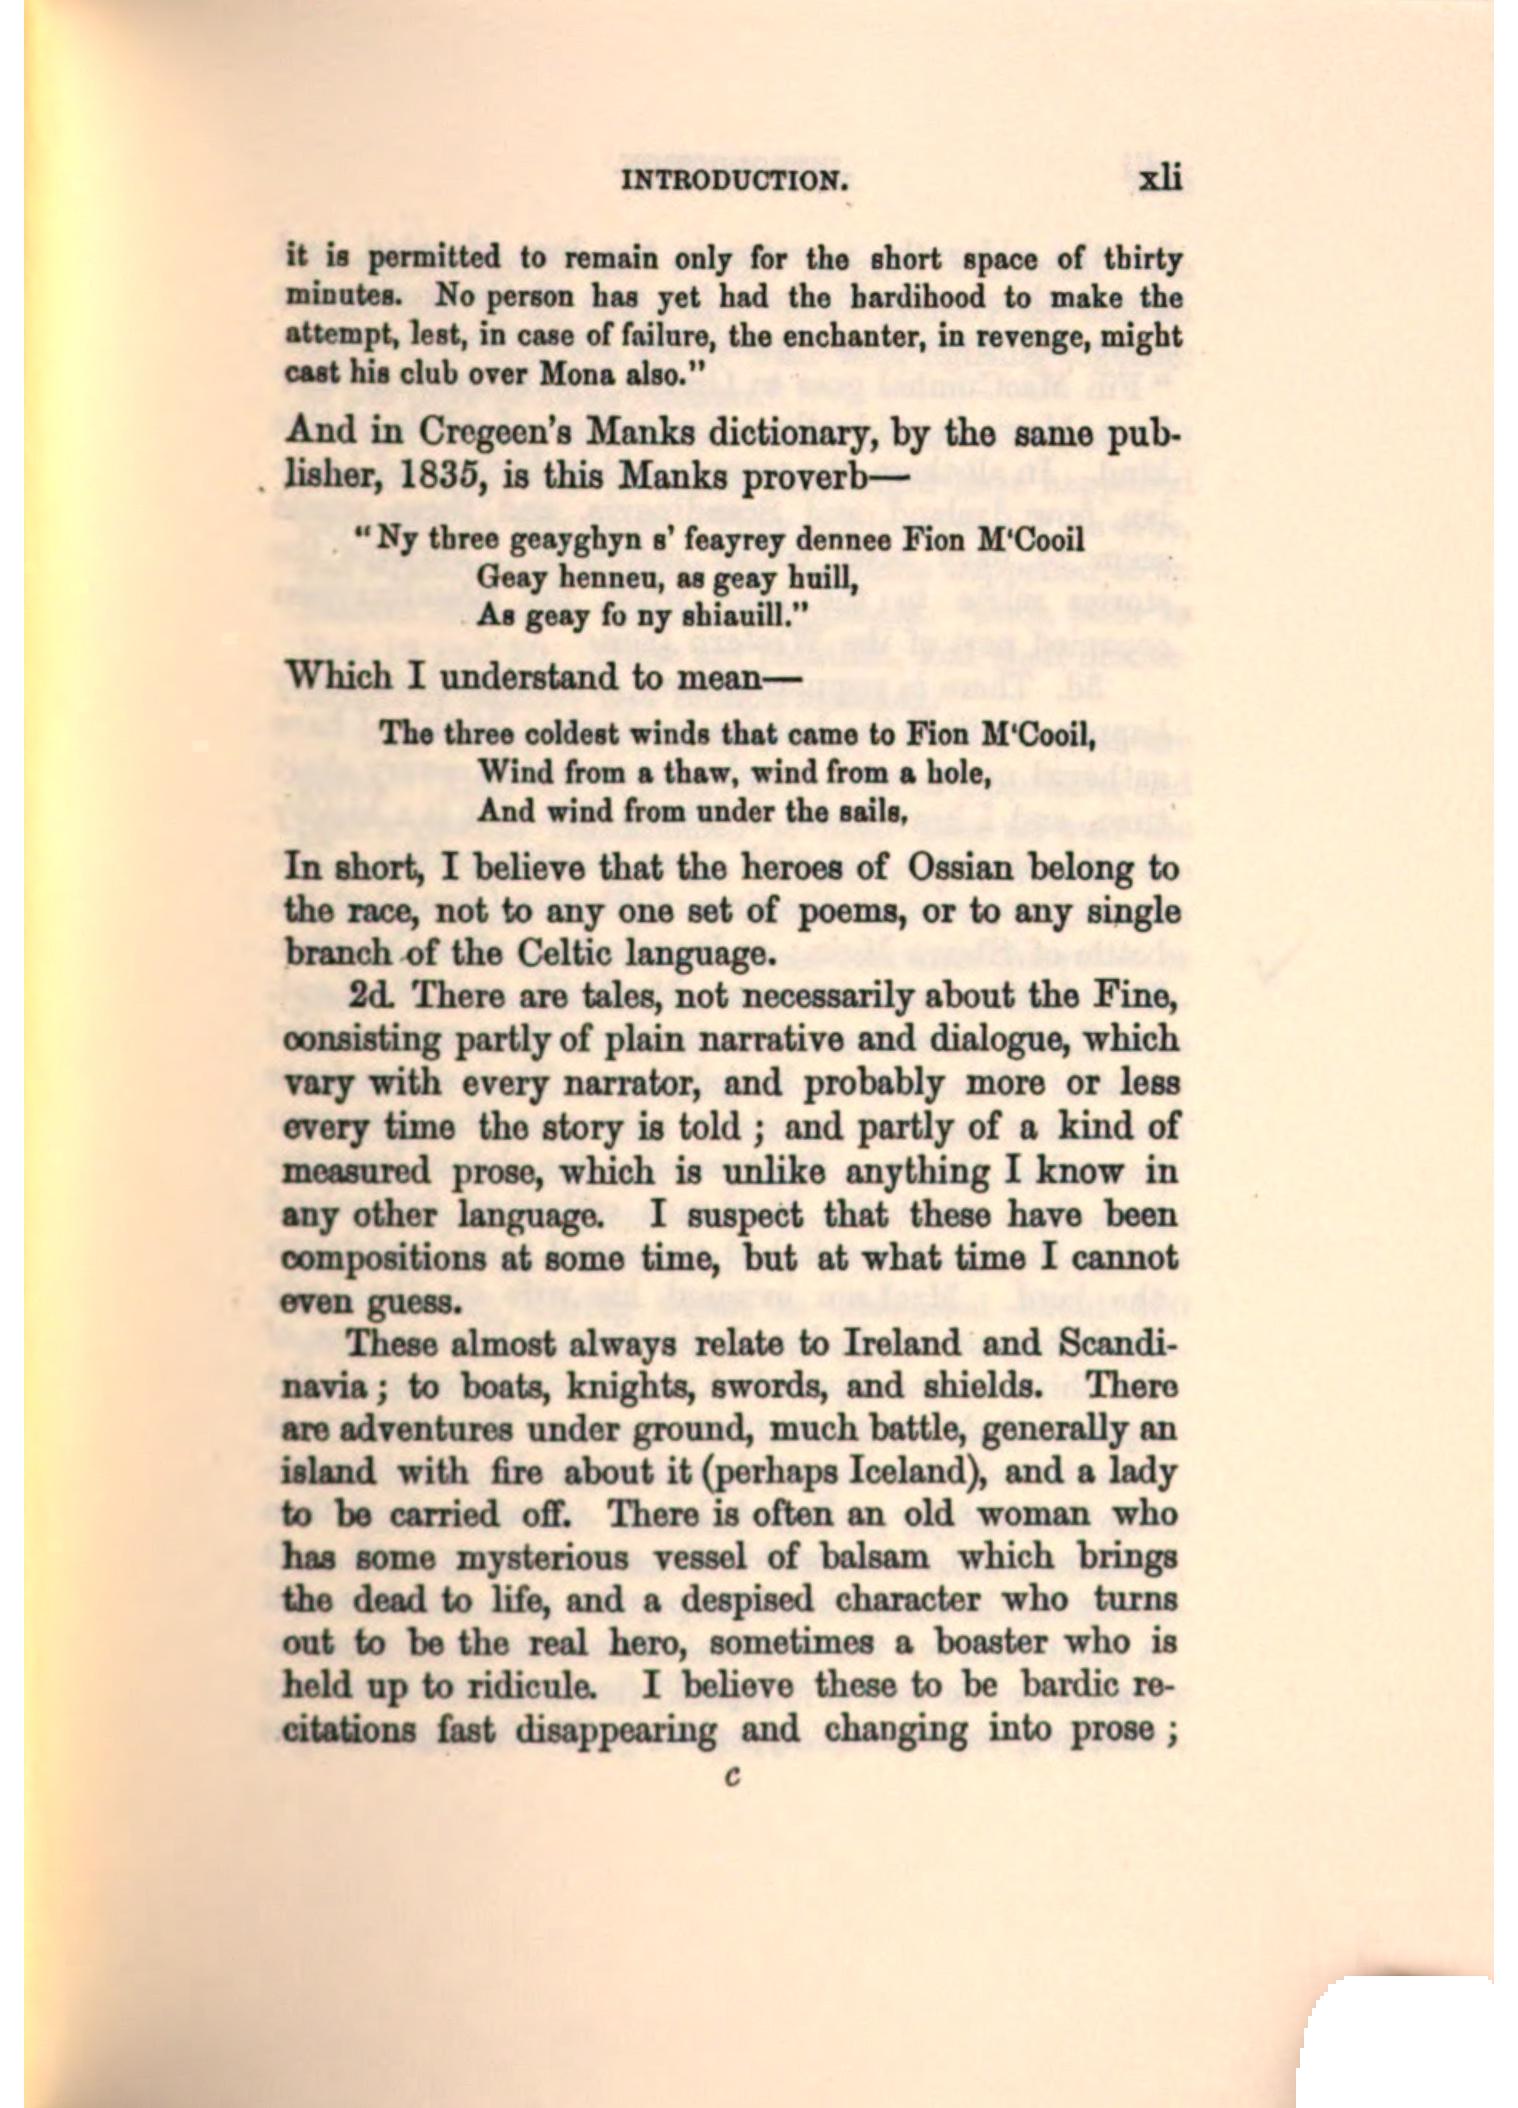 INTRODUCTION. xli
it is permitted to remain only for the short space of thirty
minutes. No person has yet had the hardihood to make the
attempt, lest, in case of failure, the enchanter, in revenge, might
cast his club over Mona also."
And in Cregeen's Manks dictionary, by the same pub-
lisher, 1835, is this Manks proverb—
"Ny three geayghyn s' feayrey dennee Fion M'Cooil
Geay henneu, as geay huill,
As geay fo ny shiauill."
Which I understand to mean—
The three coldest winds that came to Fion M'Cooil,
Wind from a thaw, wind from a hole,
And wind from under the sails.
In short, I believe that the heroes of Ossian belong to
the race, not to any one set of poems, or to any single
branch of the Celtic language.
2d. There are tales, not necessarily about the Fine,
consisting partly of plain narrative and dialogue, which
vary with every narrator, and probably more or less
every time the story is told ; and partly of a kind of
measured prose, which is unlike anything I know in
any other language. I suspect that these have been
compositions at some time, but at what time I cannot
even guess.
These almost always relate to Ireland and Scandi-
navia ; to boats, knights, swords, and shields. There
are adventures under ground, much battle, generally an
island with fire about it (perhaps Iceland), and a lady
to be carried off. There is often an old woman who
has some mysterious vessel of balsam which brings
the dead to life, and a despised character who turns
out to be the real hero, sometimes a boaster who is
held up to ridicule. I believe these to be bardic re-
citations fast disappearing and changing into prose ;
c